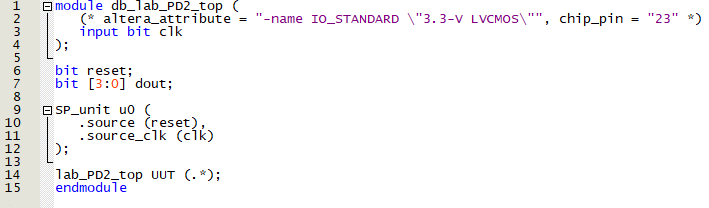 1 module db_lab_PD2_top (
2 (* altera_attribute = "-name IO_STANDARD \"3.3-V LVCMOS\"", chip_pin = "23" *)
3 input bit clk
4 );
5
6 bit reset;
7 bit [3:0] dout;
8
9 SP_unit u0 (
10 .source (reset),
11 .source_clk (clk)
12 );
13
14 lab_PD2_top UUT (.*);
15 endmodule